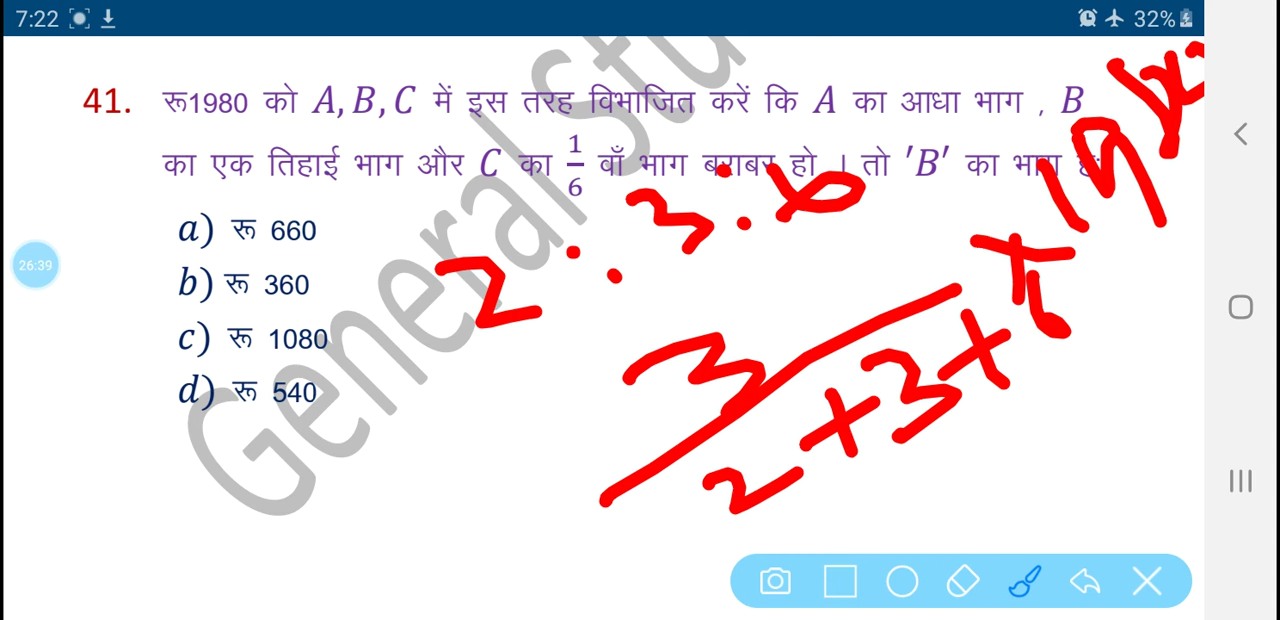 7:22 32%
41. रू1980 को A, B, C में इस तरह विभाजित करें कि A का आधा भाग , B
का एक तिहाई भाग और C का 1/6 वाँ भाग बराबर हो । तो 'B' का भाग है:
a) रू 660
b) रू 360
c) रू 1080
d) रू 540
26:39
General Stu
2 : 3 : 6
3
2+3+6 × 19